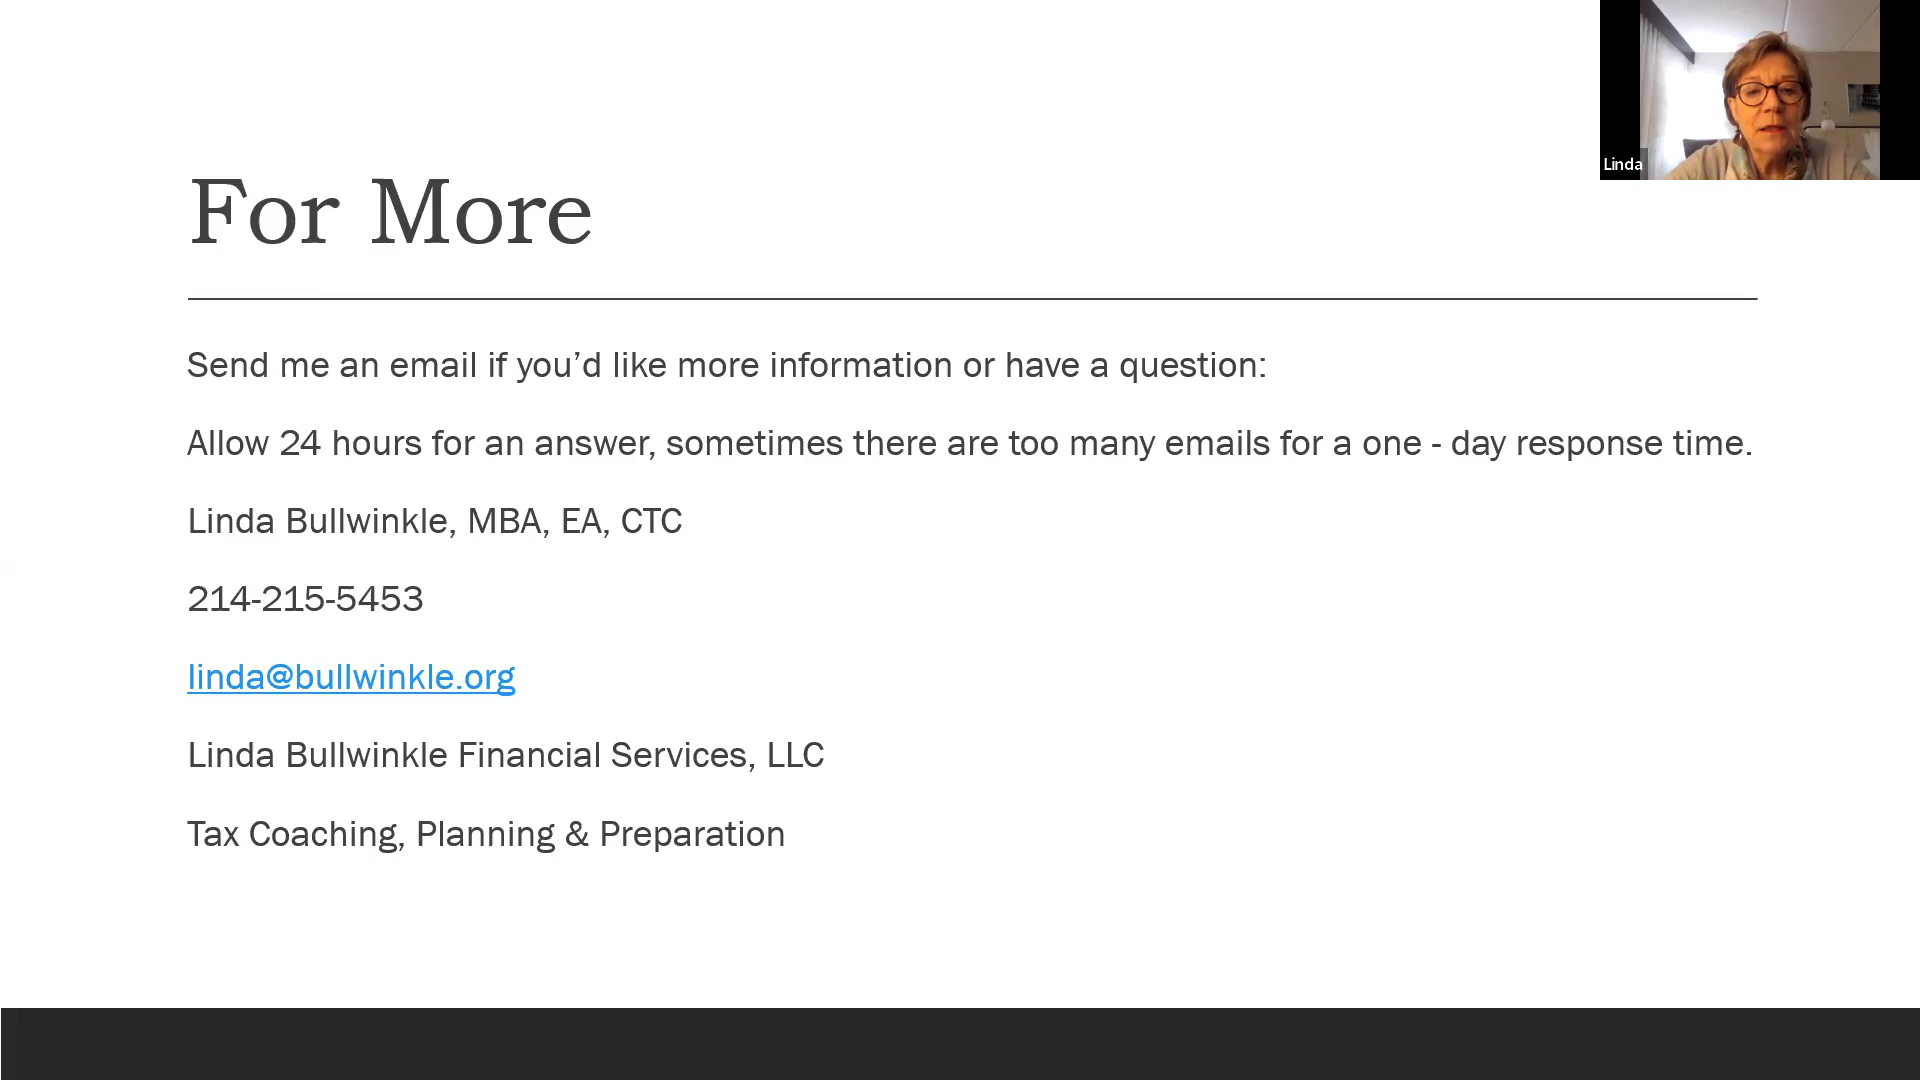 Linda
For More
Send me an email if you’d like more information or have a question:
Allow 24 hours for an answer, sometimes there are too many emails for a one - day response time.
Linda Bullwinkle, MBA, EA, CTC
214-215-5453
linda@bullwinkle.org
Linda Bullwinkle Financial Services, LLC
Tax Coaching, Planning & Preparation